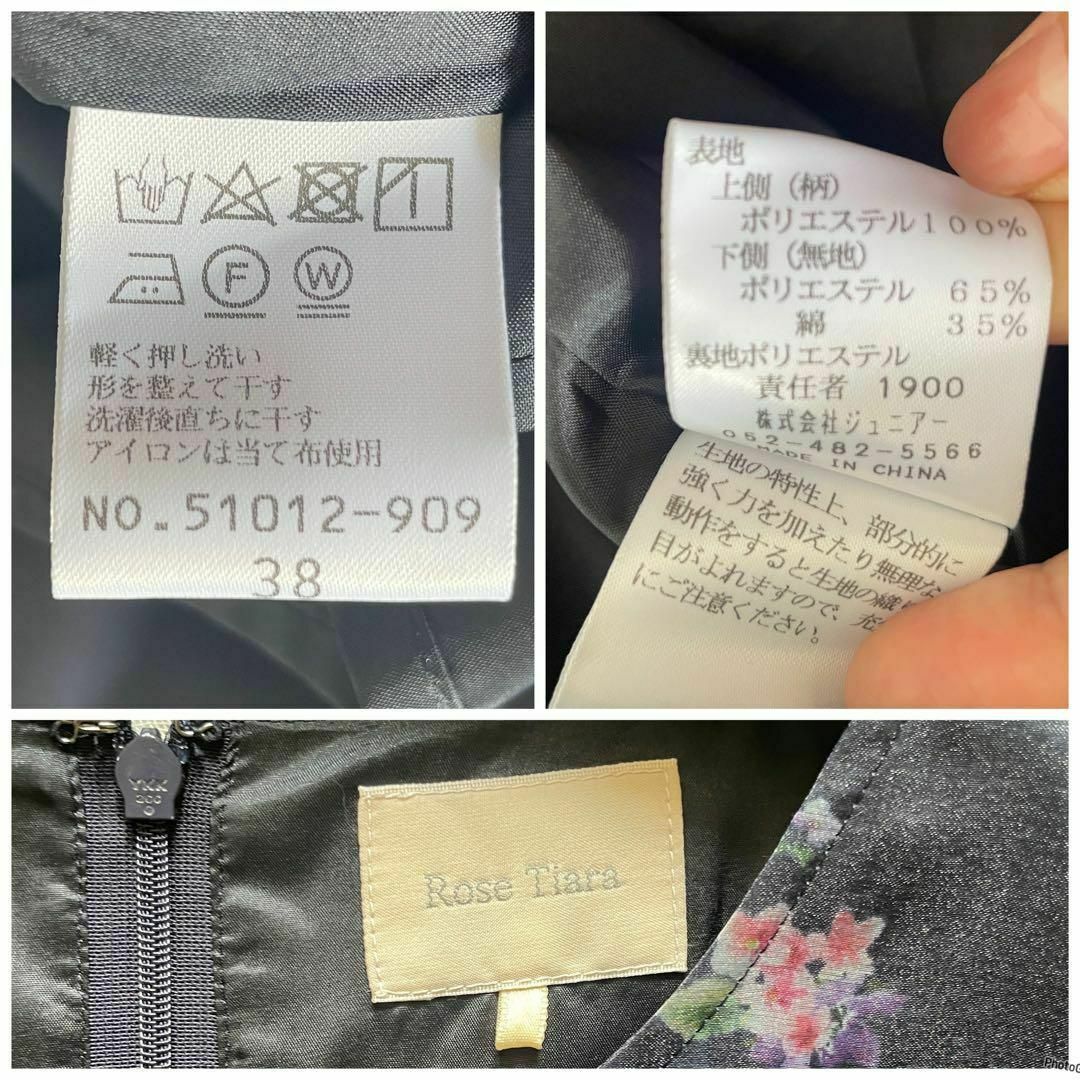 F
W
軽く押し洗い
形を整えて干す
洗濯後直ちに干す
アイロンは当て布使用
NO.51012-909
38
表地
上側（柄）
ポリエステル100%
下側（無地）
ポリエステル 65%
綿 35%
裏地ポリエステル
責任者 1900
株式会社ジュニアー
052-482-5566
MADE IN CHINA
生地の特性上、部分的に
強く力を加えたり無理な
動作をすると生地の織り
目がよれますので、充
にご注意ください。
YKK
Rose Tiara
PhotoG